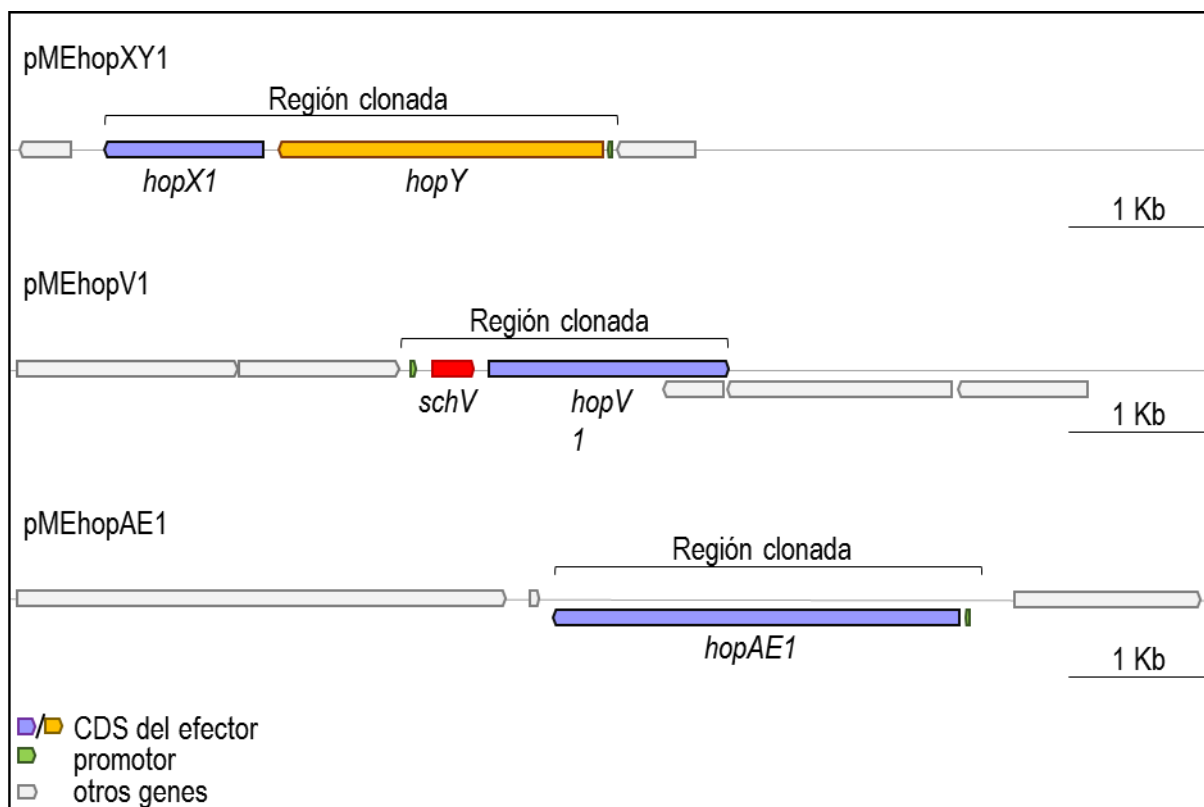 pMEhopXY1
Región clonada
hopX1
hopY
1 Kb
pMEhopV1
Región clonada
schV
hopV
1
1 Kb
pMEhopAE1
Región clonada
hopAE1
1 Kb
/ CDS del efector
promotor
otros genes